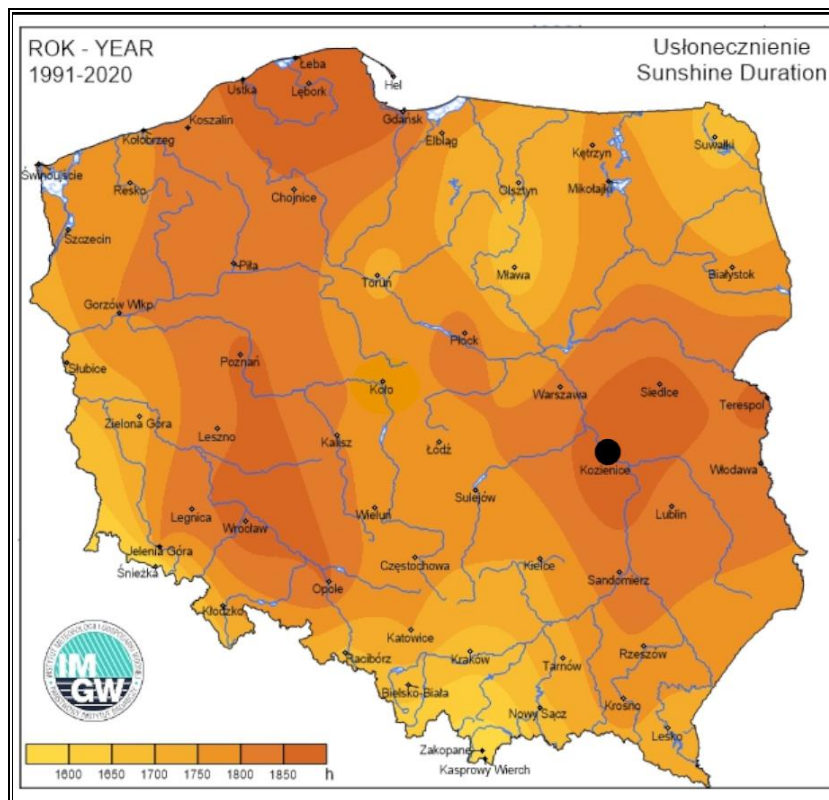 ROK - YEAR
1991-2020
Usłonecznienie
Sunshine Duration
Łeba
Hel
Ustka
Lębork
Gdańsk
Koszalin
Kołobrzeg
Elbląg
Suwałki
Kętrzyn
Świnoujście
Resko
Chojnice
Olsztyn
Mikołajki
Szczecin
Piła
Toruń
Mława
Białystok
Gorzów Wlkp.
Płock
Słubice
Poznań
Koło
Warszawa
Siedlce
Terespol
Zielona Góra
Leszno
Kalisz
Łódź
Kozienice
Włodawa
Sulejów
Legnica
Wrocław
Wieluń
Lublin
Jelenia Góra
Śnieżka
Częstochowa
Kielce
Sandomierz
Opole
Kłodzko
Katowice
Racibórz
Kraków
Tarnów
Rzeszów
Bielsko-Biała
Nowy Sącz
Krosno
Lesko
Zakopane
Kasprowy Wierch
IM
GW
1600 1650 1700 1750 1800 1850 h